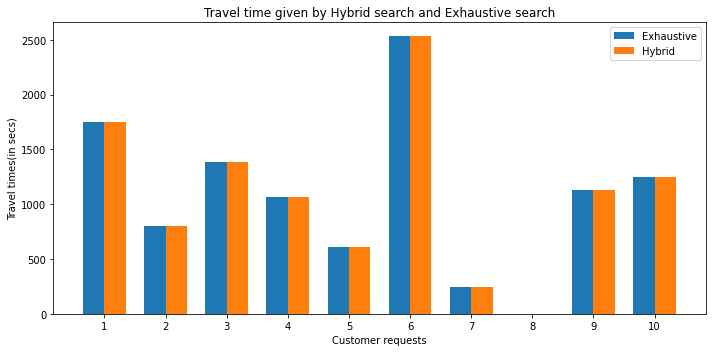 Travel time given by Hybrid search and Exhaustive search
Exhaustive
Hybrid
Travel times(in secs)
2500
2000
1500
1000
500
0
1 2 3 4 5 6 7 8 9 10
Customer requests